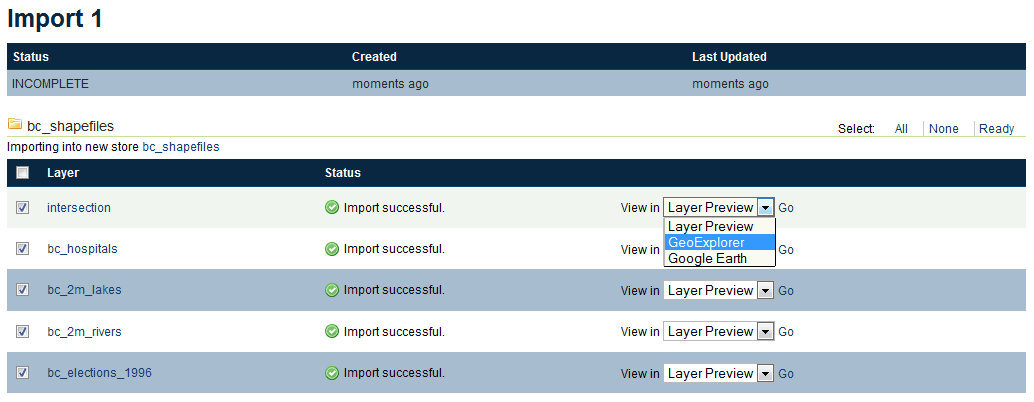 Import 1
Status Created Last Updated
INCOMPLETE moments ago moments ago
bc_shapefiles Select: All None Ready
Importing into new store bc_shapefiles
Layer Status
intersection Import successful. View in Layer Preview Go
Layer Preview
bc_hospitals Import successful. View in GeoExplorer Go
Google Earth
bc_2m_lakes Import successful. View in Layer Preview Go
bc_2m_rivers Import successful. View in Layer Preview Go
bc_elections_1996 Import successful. View in Layer Preview Go